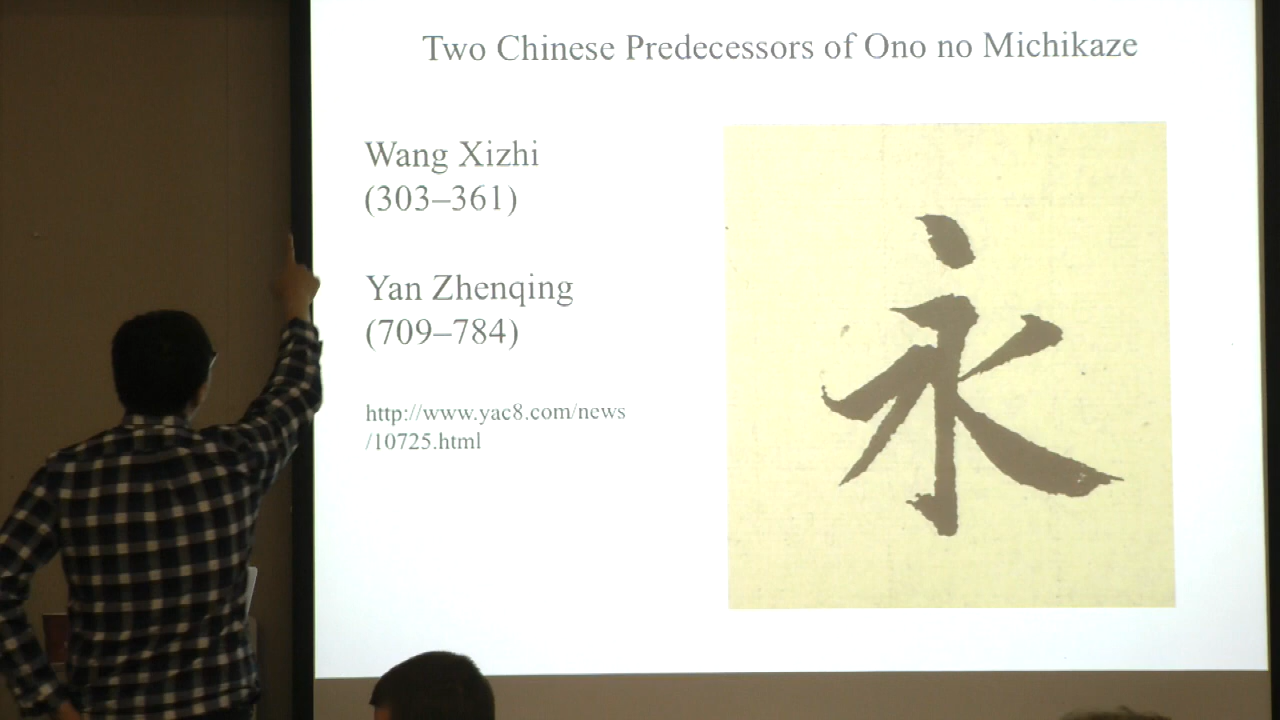 Two Chinese Predecessors of Ono no Michikaze
Wang Xizhi
(303–361)
Yan Zhenqing
(709–784)
http://www.yac8.com/news
/10725.html
永